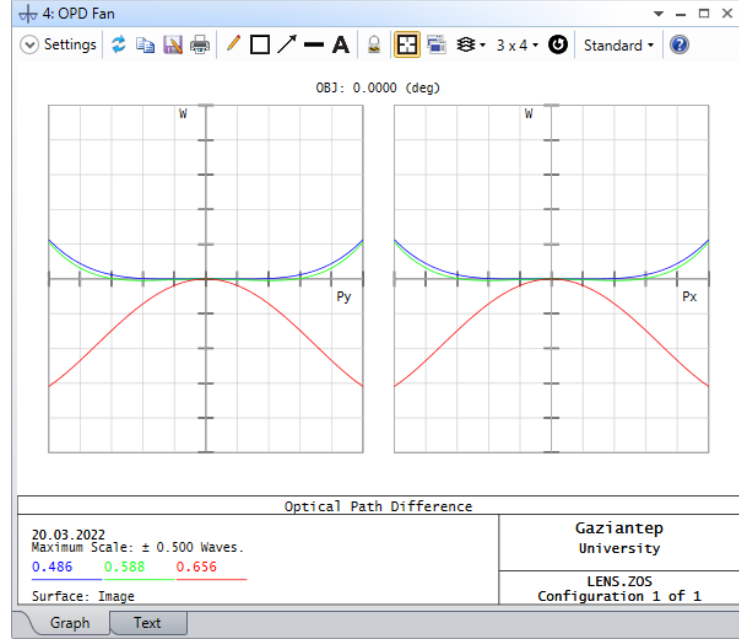 4: OPD Fan
Settings A 3 x 4 Standard
OBJ: 0.0000 (deg)
W W
Py Px
Optical Path Difference
20.03.2022
Maximum Scale: ± 0.500 Waves.
0.486 0.588 0.656
Surface: Image
Gaziantep
University
LENS.ZOS
Configuration 1 of 1
Graph Text